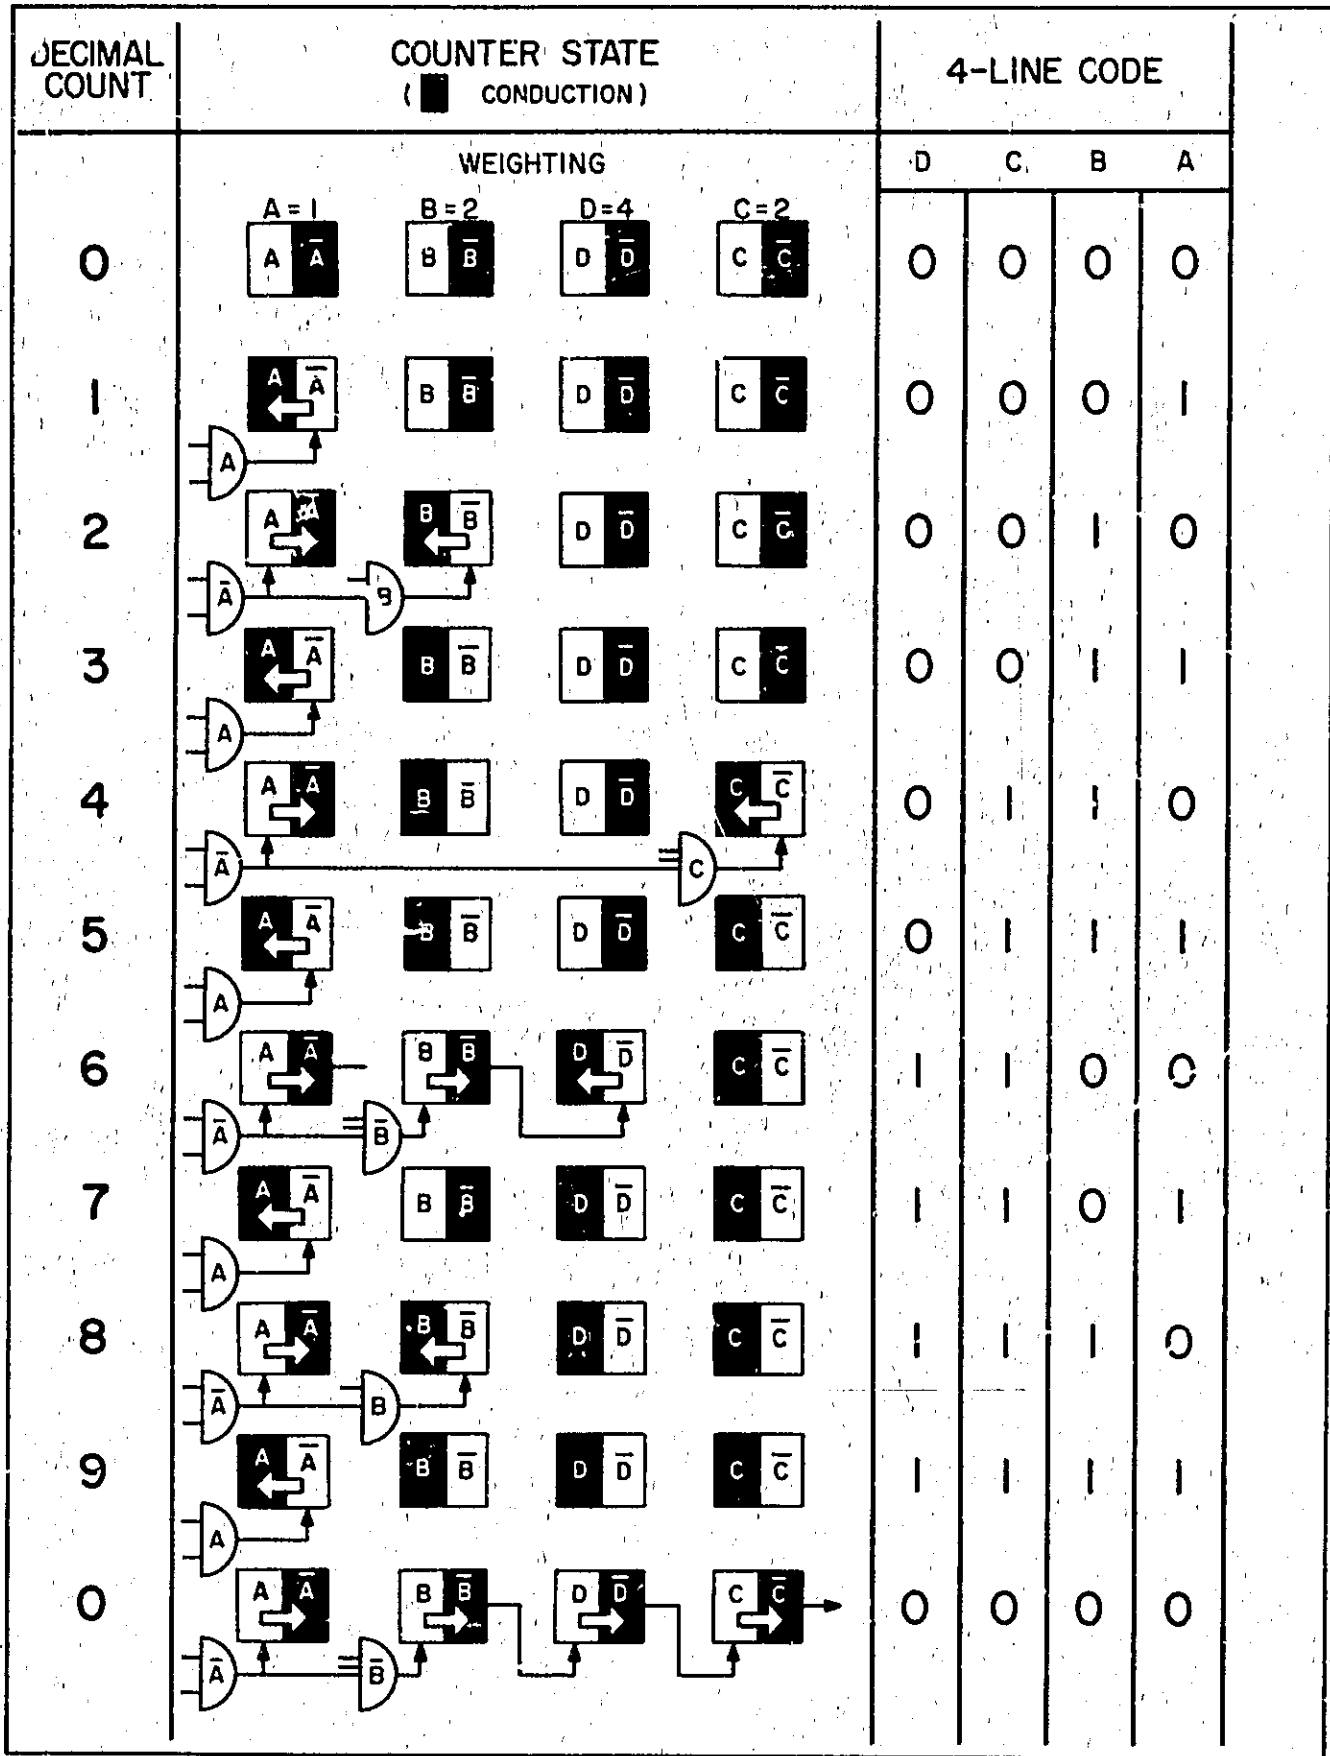 DECIMAL COUNT
COUNTER STATE
( CONDUCTION)
4-LINE CODE
WEIGHTING
D C B A
A=1 B=2 D=4 C=2
0 A A̅ B B̅ D D̅ C C̅ 0 0 0 0
1 A A̅ B B̅ D D̅ C C̅ 0 0 0 1
A
2 A A̅ B B̅ D D̅ C C̅ 0 0 1 0
A̅ B
3 A A̅ B B̅ D D̅ C C̅ 0 0 1 1
A
4 A A̅ B B̅ D D̅ C C̅ 0 1 1 0
A̅ C
5 A A̅ B B̅ D D̅ C C̅ 0 1 1 1
A
6 A A̅ B B̅ D D̅ C C̅ 1 1 0 0
A̅ B̅
7 A A̅ B B̅ D D̅ C C̅ 1 1 0 1
A
8 A A̅ B B̅ D D̅ C C̅ 1 1 1 0
A̅ B
9 A A̅ B B̅ D D̅ C C̅ 1 1 1 1
A
0 A A̅ B B̅ D D̅ C C̅ 0 0 0 0
A̅ B̅